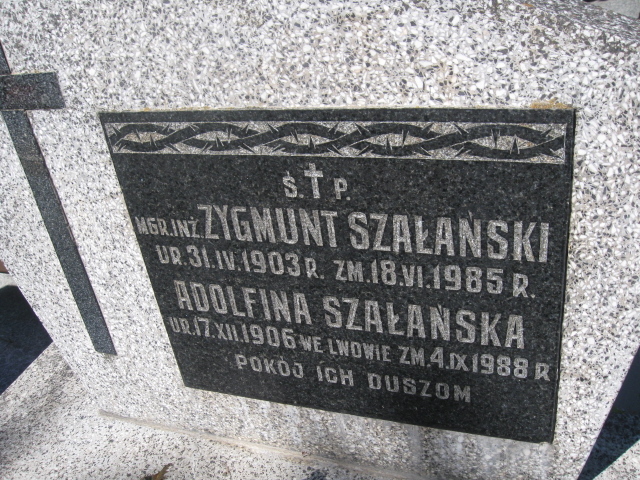 Ś. † P.
MGR.INŻ. ZYGMUNT SZAŁAŃSKI
UR. 31.IV.1903 R. ZM. 18.VI.1985 R.
ADOLFINA SZAŁAŃSKA
UR. 17.XII.1906 WE LWOWIE ZM. 4.IX 1988 R
POKÓJ ICH DUSZOM